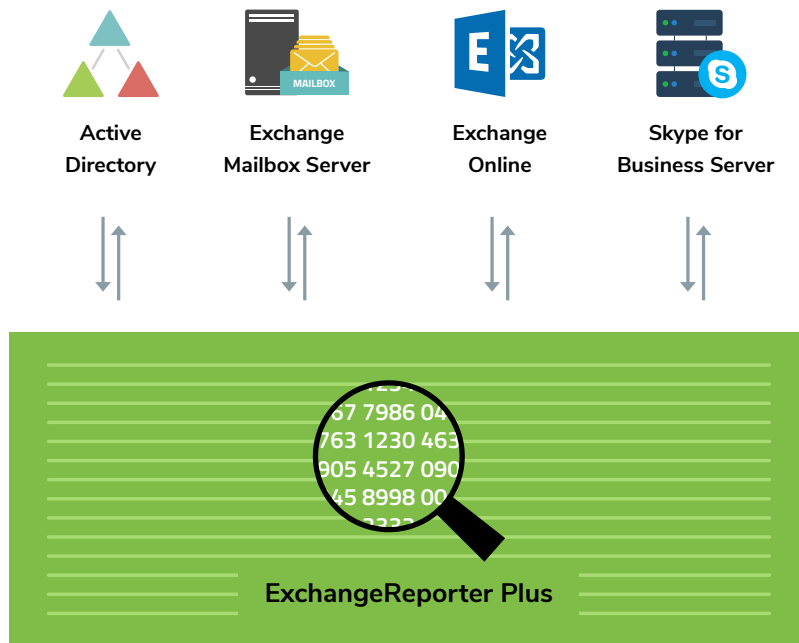 MAILBOX
E
S
Active
Directory
Exchange
Mailbox Server
Exchange
Online
Skype for
Business Server
67 7986 04
763 1230 463
905 4527 090
45 8998 00
ExchangeReporter Plus